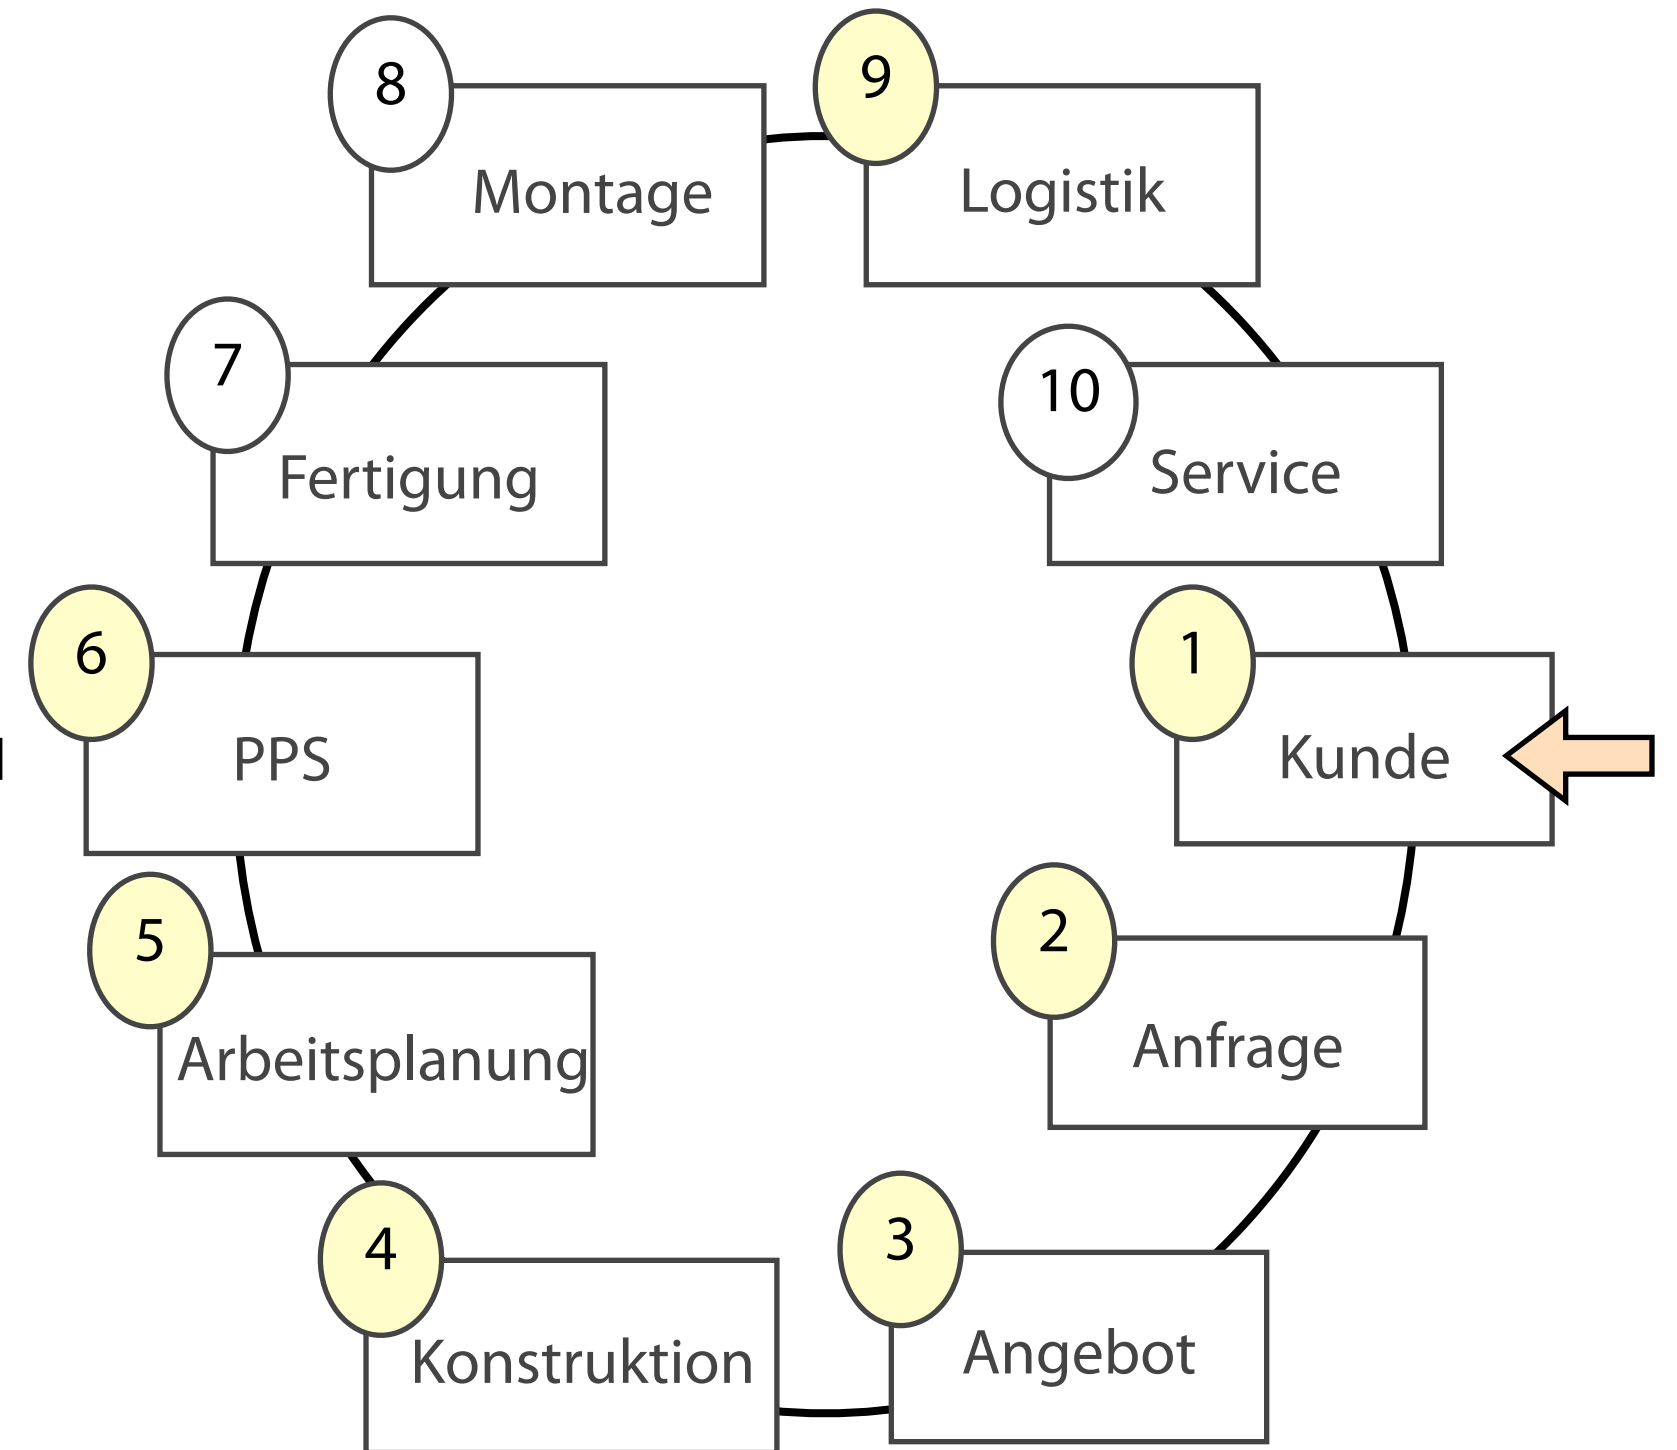 8
Montage
9
Logistik
7
Fertigung
10
Service
6
PPS
1
Kunde
5
Arbeitsplanung
2
Anfrage
4
Konstruktion
3
Angebot